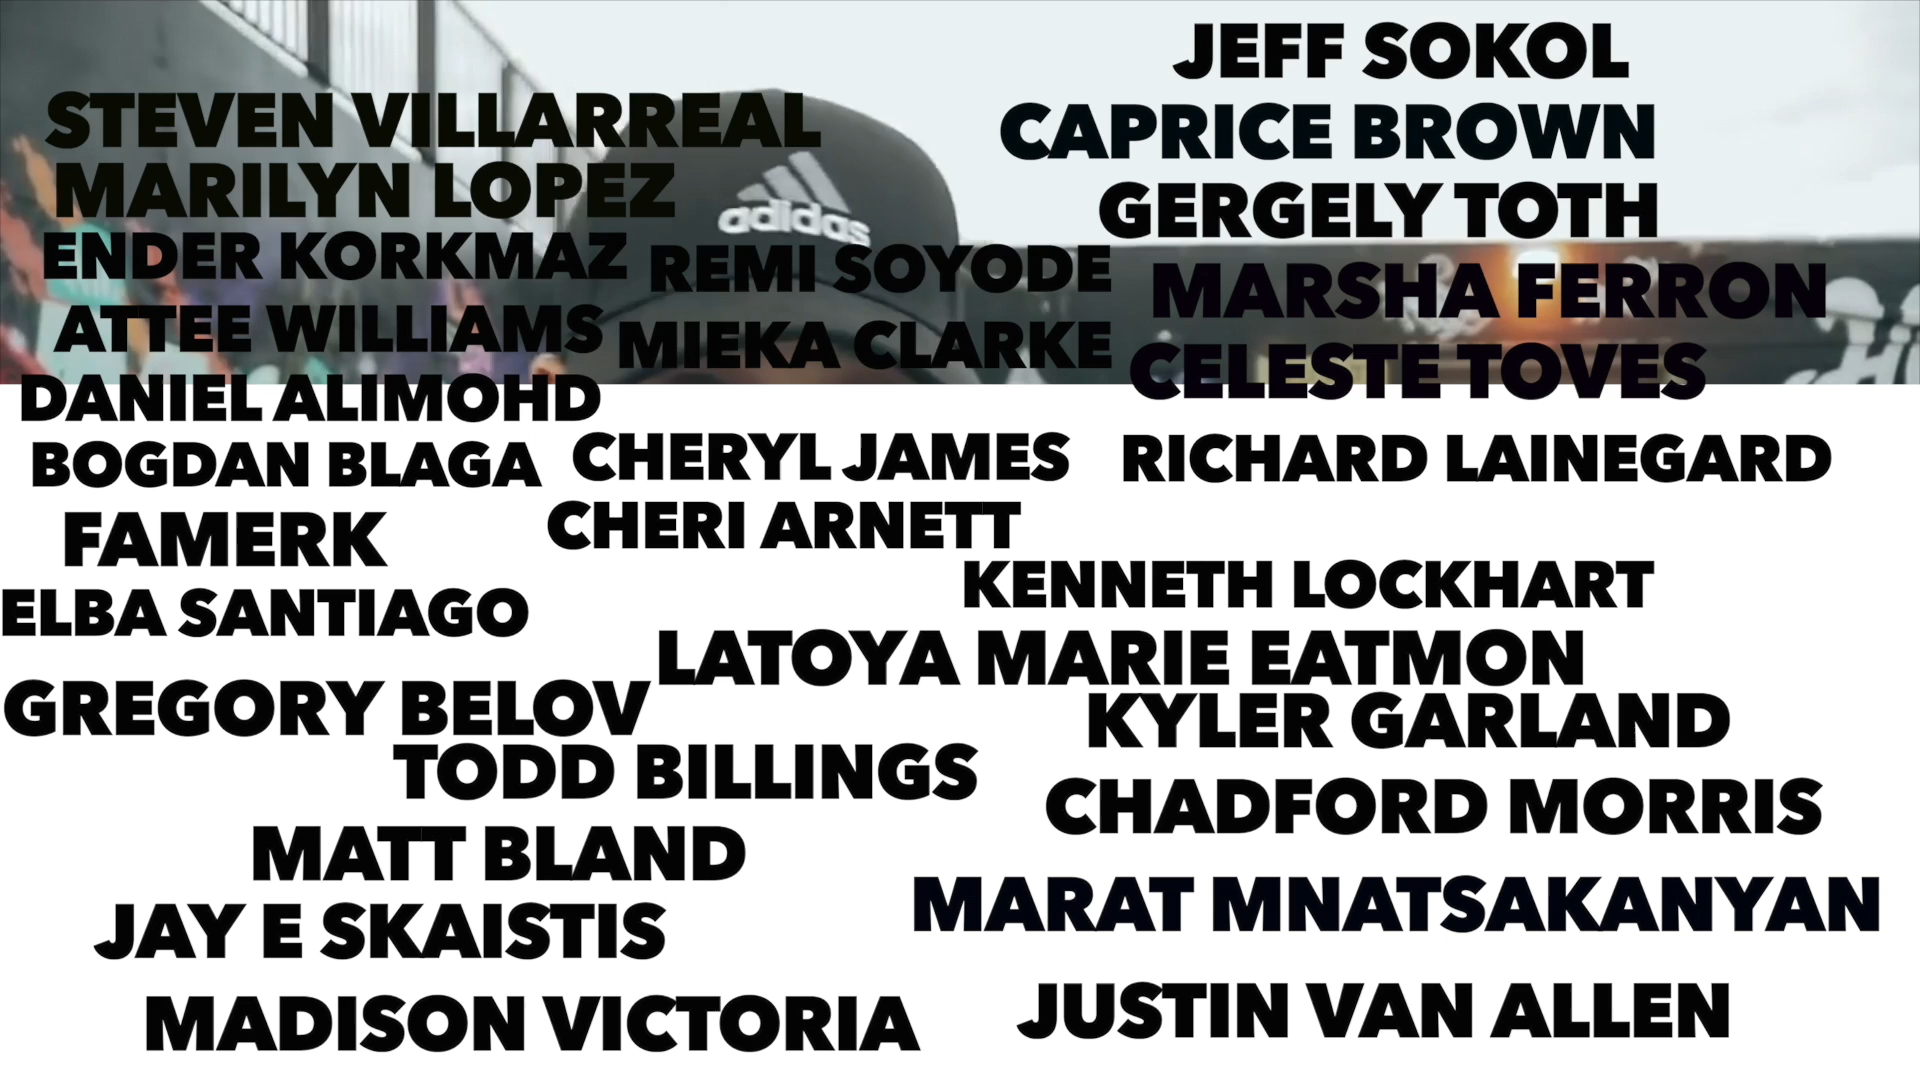 JEFF SOKOL
CAPRICE BROWN
GERGELY TOTH
MARSHA FERRON
CELESTE TOVES
STEVEN VILLARREAL
MARILYN LOPEZ
adidas
ENDER KORKMAZ
REMI SOYODE
ATTEE WILLIAMS
MIEKA CLARKE
DANIEL ALIMOHD
BOGDAN BLAGA
CHERYL JAMES
RICHARD LAINEGARD
FAMERK
CHERI ARNETT
KENNETH LOCKHART
ELBA SANTIAGO
LATOYA MARIE EATMON
GREGORY BELOV
KYLER GARLAND
TODD BILLINGS
CHADFORD MORRIS
MATT BLAND
MARAT MNATSAKANYAN
JAY E SKAISTIS
MADISON VICTORIA
JUSTIN VAN ALLEN